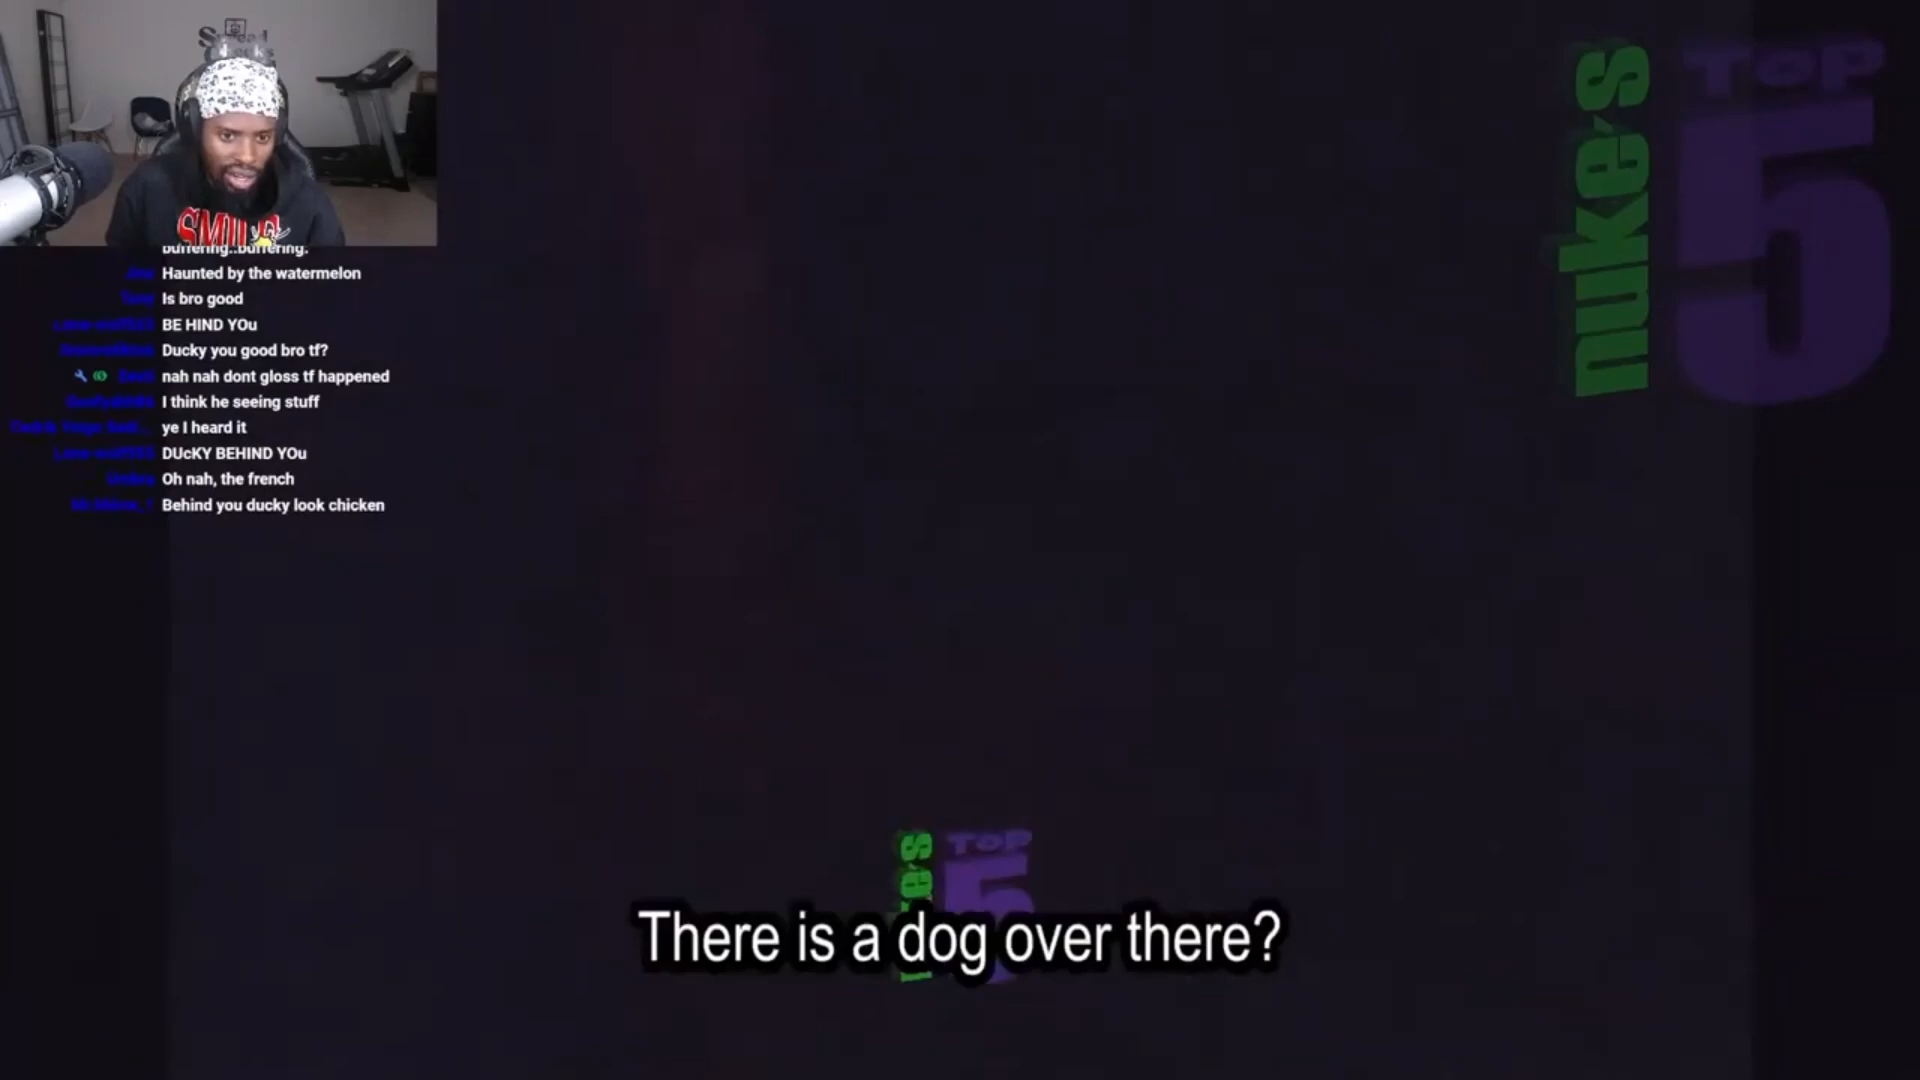 Spread
buffering..buffering.
Haunted by the watermelon
Is bro good
BE HIND YOu
Ducky you good bro tf?
nah nah dont gloss tf happened
I think he seeing stuff
ye I heard it
DUcKY BEHIND YOu
Oh nah, the french
Behind you ducky look chicken
SMILE
nuke's
TOP
5
TOP
5
There is a dog over there?